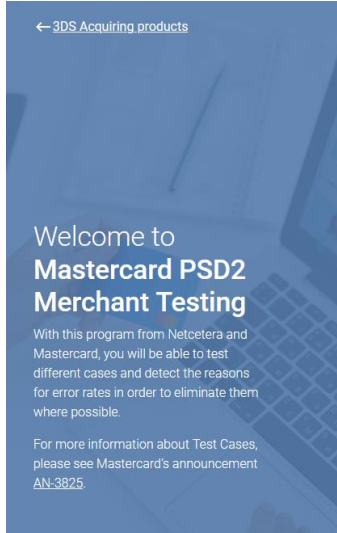 ← 3DS Acquiring products
Welcome to
Mastercard PSD2
Merchant Testing
With this program from Netcetera and
Mastercard, you will be able to test
different cases and detect the reasons
for error rates in order to eliminate them
where possible.
For more information about Test Cases,
please see Mastercard's announcement
AN-3825.